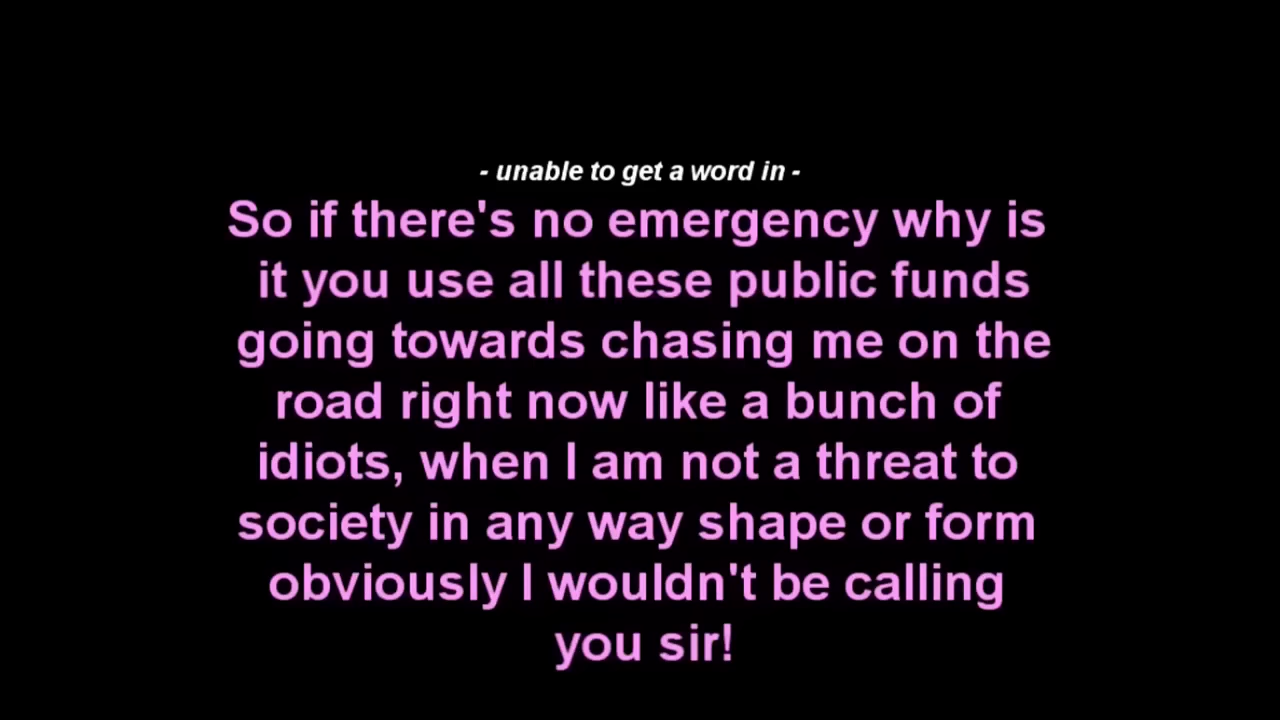 - unable to get a word in -
So if there's no emergency why is
it you use all these public funds
going towards chasing me on the
road right now like a bunch of
idiots, when I am not a threat to
society in any way shape or form
obviously I wouldn't be calling
you sir!